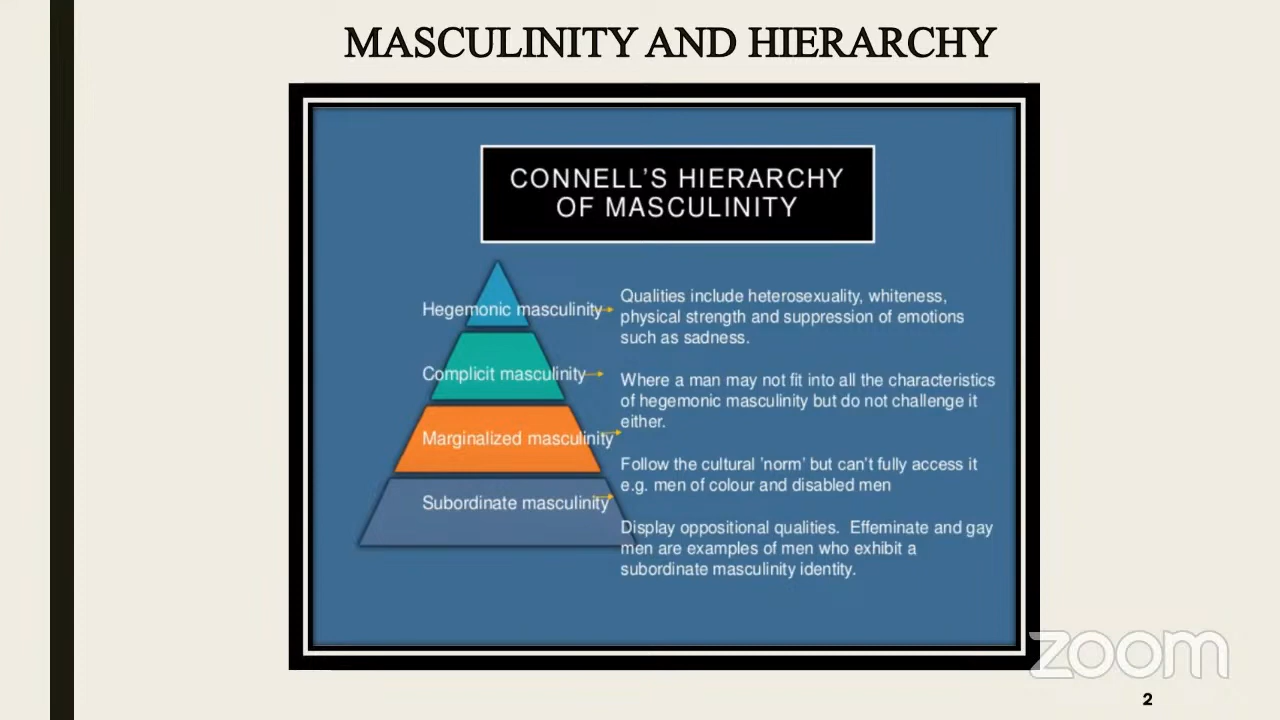 MASCULINITY AND HIERARCHY
CONNELL'S HIERARCHY
OF MASCULINITY
Hegemonic masculinity
Qualities include heterosexuality, whiteness,
physical strength and suppression of emotions
such as sadness.
Complicit masculinity
Where a man may not fit into all the characteristics
of hegemonic masculinity but do not challenge it
either.
Marginalized masculinity
Follow the cultural 'norm' but can't fully access it
e.g. men of colour and disabled men
Subordinate masculinity
Display oppositional qualities. Effeminate and gay
men are examples of men who exhibit a
subordinate masculinity identity.
zoom
2